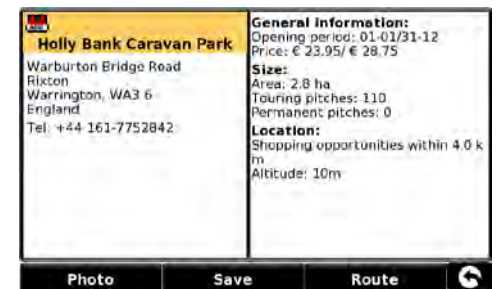 Holly Bank Caravan Park
Warburton Bridge Road
Rixton
Warrington, WA3 6
England
Tel. +44 161-7752842
General information:
Opening period: 01-01/31-12
Price: € 23.95/ € 28.75
Size:
Area: 2.8 ha
Touring pitches: 110
Permanent pitches: 0
Location:
Shopping opportunities within 4.0 k
m
Altitude: 10m
Photo Save Route